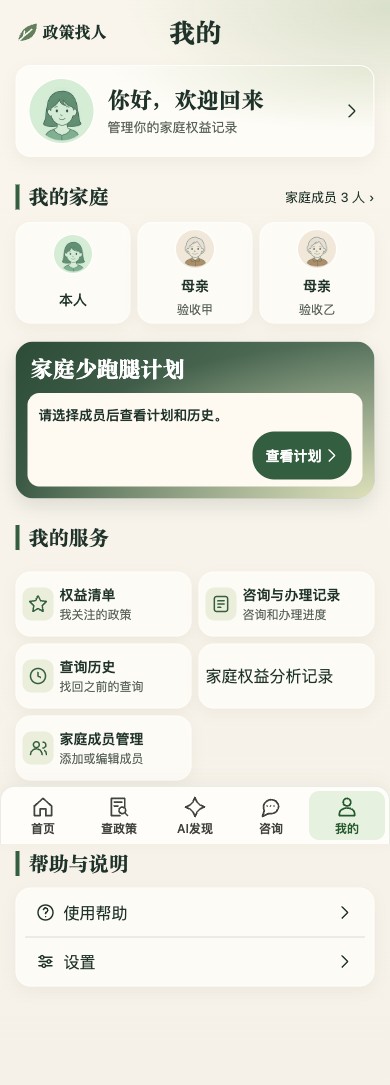 政策找人
我的
你好，欢迎回来
管理你的家庭权益记录
我的家庭
家庭成员 3 人 ›
本人
母亲
验收甲
母亲
验收乙
家庭少跑腿计划
请选择成员后查看计划和历史。
查看计划
我的服务
权益清单
我关注的政策
咨询与办理记录
咨询和办理进度
查询历史
找回之前的查询
家庭权益分析记录
家庭成员管理
添加或编辑成员
首页
查政策
AI发现
咨询
我的
帮助与说明
使用帮助
设置